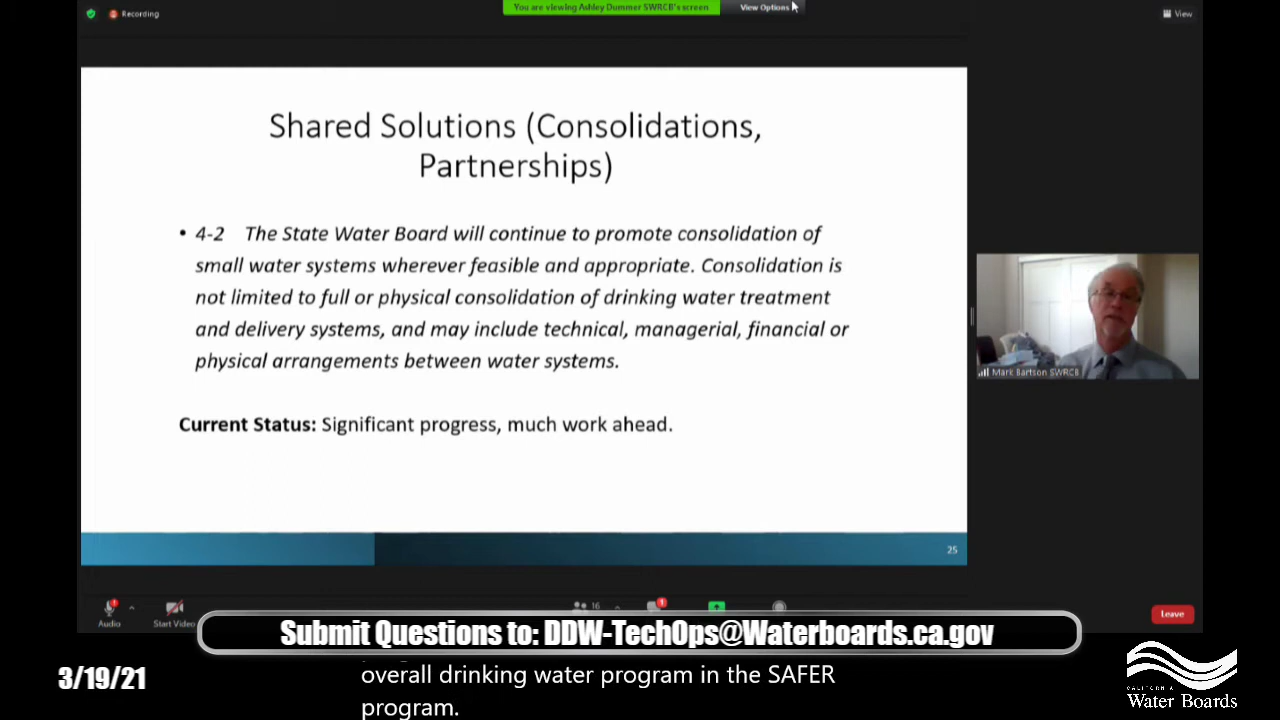 Recording
You are viewing Ashley Dummer SWRCB's screen
View Options
View
Shared Solutions (Consolidations,
Partnerships)
• 4-2 The State Water Board will continue to promote consolidation of
small water systems wherever feasible and appropriate. Consolidation is
not limited to full or physical consolidation of drinking water treatment
and delivery systems, and may include technical, managerial, financial or
physical arrangements between water systems.
Current Status: Significant progress, much work ahead.
25
Mark Bartson SWRCB
1
16
1
Audio
Start Video
Leave
Submit Questions to: DDW-TechOps@Waterboards.ca.gov
3/19/21
overall drinking water program in the SAFER
program.
CALIFORNIA
Water Boards